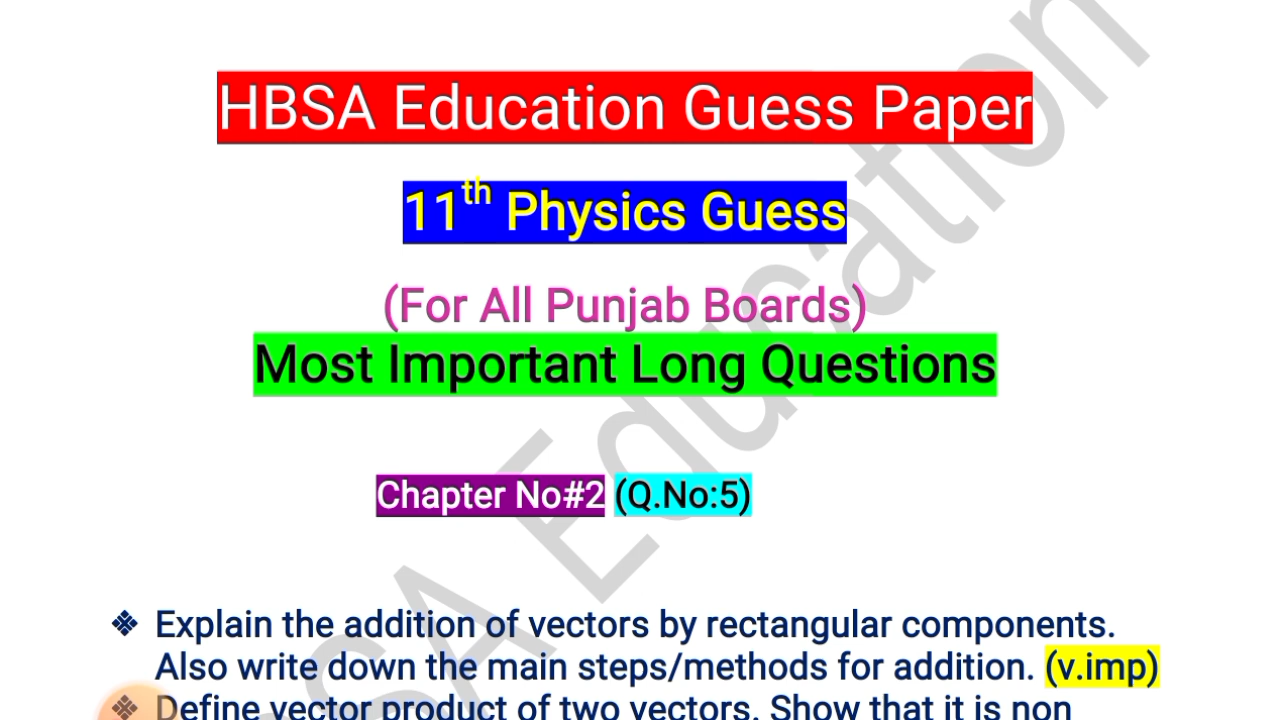 HBSA Education Guess Paper
11th Physics Guess
(For All Punjab Boards)
Most Important Long Questions
Chapter No#2 (Q.No:5)
❖ Explain the addition of vectors by rectangular components.
Also write down the main steps/methods for addition. (v.imp)
❖ Define vector product of two vectors. Show that it is non
SA Education